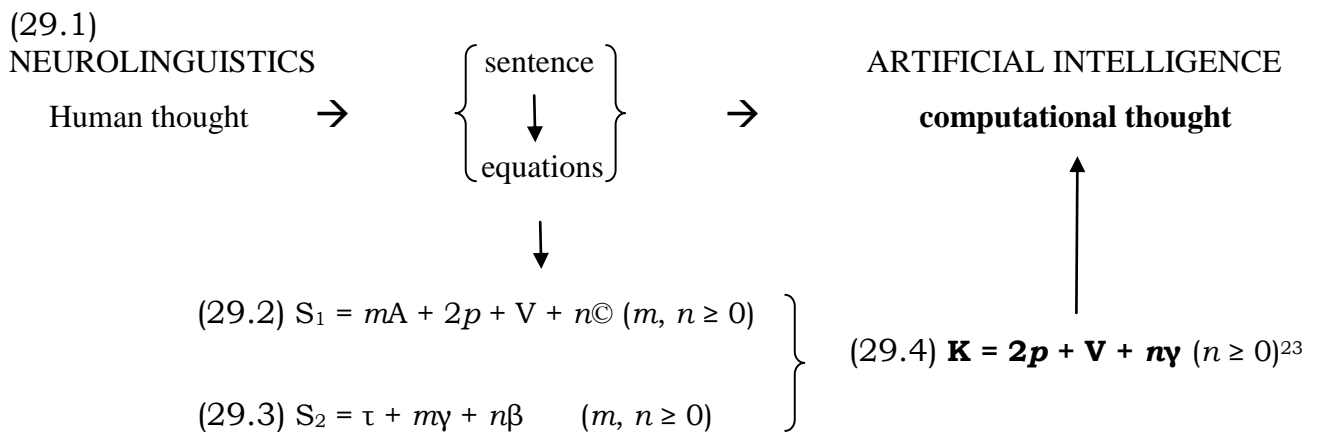 (29.1)
NEUROLINGUISTICS sentence ARTIFICIAL INTELLIGENCE
Human thought → → computational thought
equations
(29.2) S₁ = mA + 2p + V + n© (m, n ≥ 0)
(29.4) K = 2p + V + nγ (n ≥ 0)²³
(29.3) S₂ = τ + mγ + nβ (m, n ≥ 0)